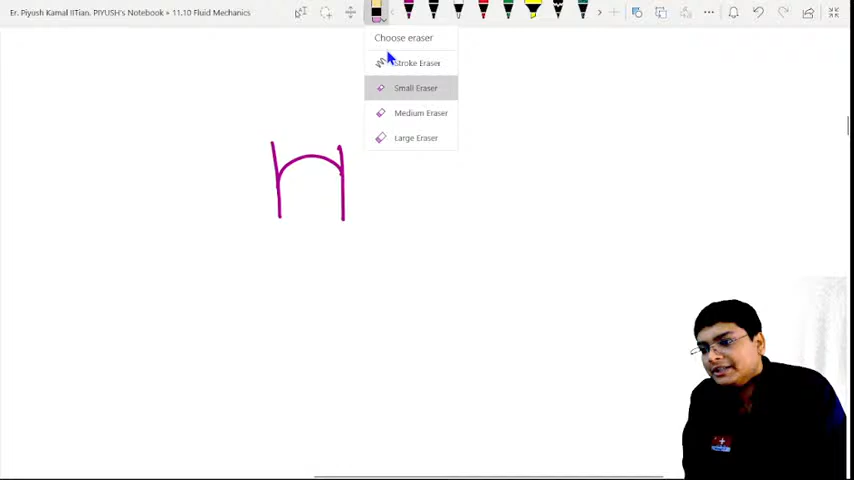 Er. Piyush Kamal IITian. PIYUSH's Notebook » 11.10 Fluid Mechanics
Choose eraser
Stroke Eraser
Small Eraser
Medium Eraser
Large Eraser